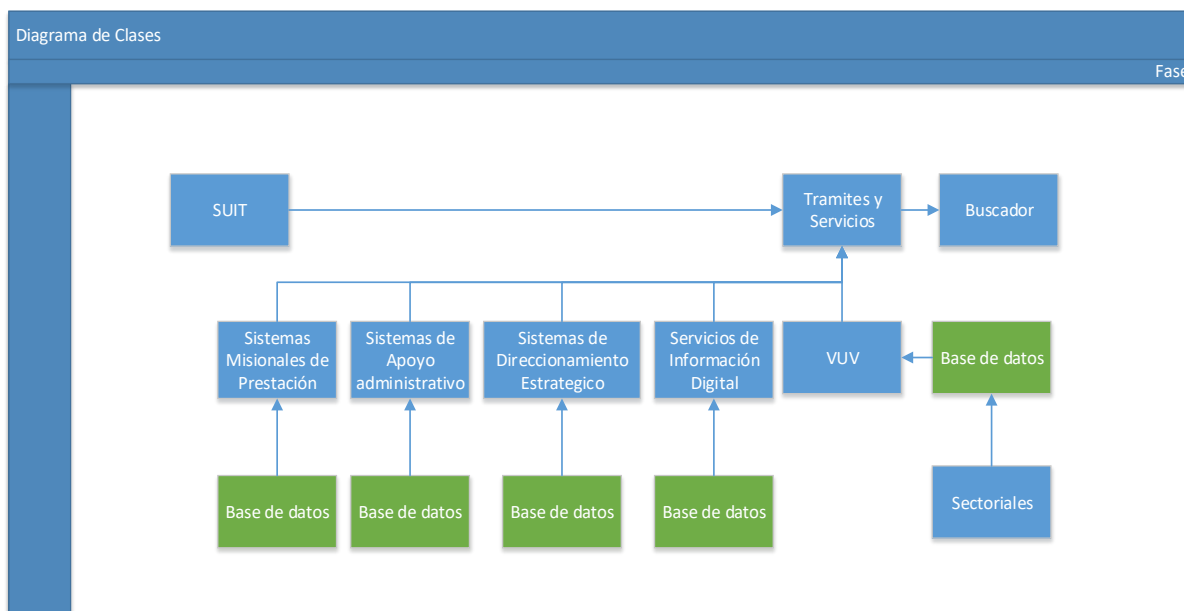 Diagrama de Clases
Fase
SUIT
Tramites y
Servicios
Buscador
Sistemas
Misionales de
Prestación
Sistemas de
Apoyo
administrativo
Sistemas de
Direccionamiento
Estrategico
Servicios de
Información
Digital
VUV
Base de datos
Sectoriales
Base de datos
Base de datos
Base de datos
Base de datos